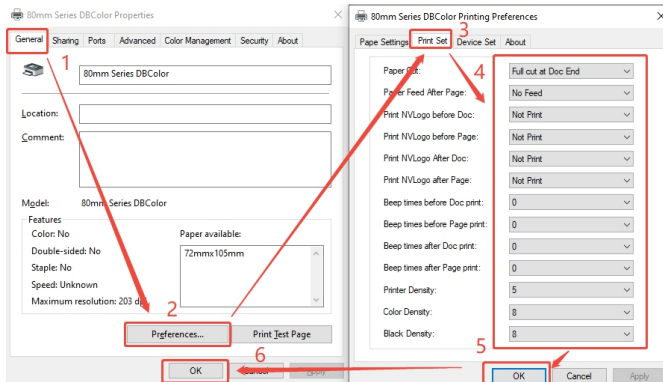 80mm Series DBColor Properties
General Sharing Ports Advanced Color Management Security About
1
80mm Series DBColor
Location:
Comment:
Model: 80mm Series DBColor
Features
Color: No
Double-sided: No
Staple: No
Speed: Unknown
Maximum resolution: 203 dpi
Paper available:
72mmx105mm
2
Preferences... Print Test Page
6
OK Cancel Apply
80mm Series DBColor Printing Preferences
3
Pape Settings Print Set Device Set About
4
Paper Cut: Full cut at Doc End
Paper Feed After Page: No Feed
Print NVLogo before Doc: Not Print
Print NVLogo before Page: Not Print
Print NVLogo After Doc: Not Print
Print NVLogo after Page: Not Print
Beep times before Doc print: 0
Beep times before Page print: 0
Beep times after Doc print: 0
Beep times after Page print: 0
Printer Density: 5
Color Density: 8
Black Density: 8
5
OK Cancel Apply